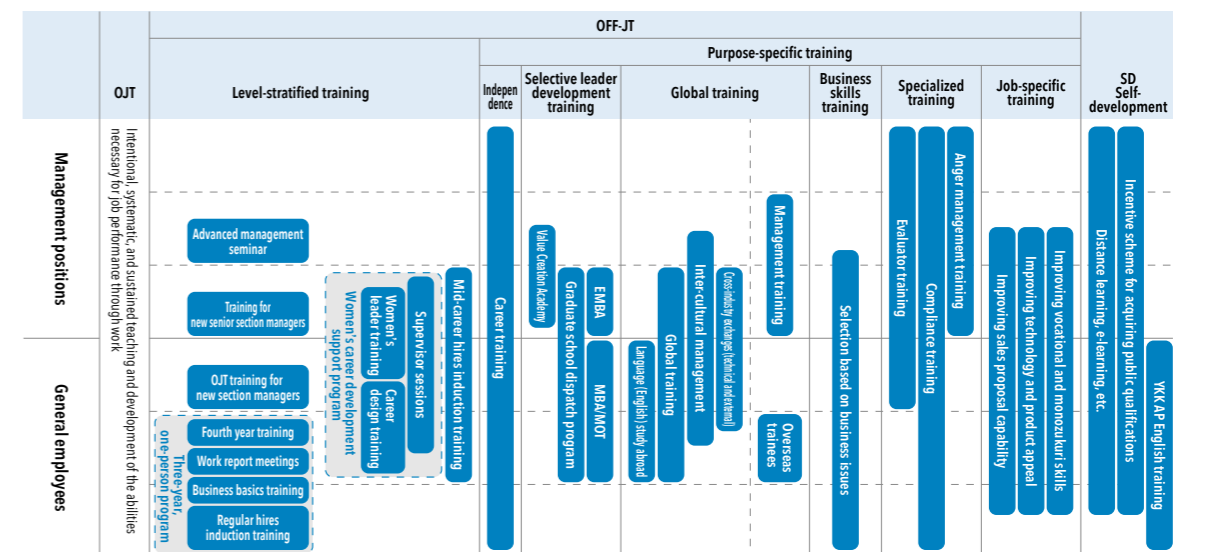 OFF-JT
Purpose-specific training
OJT
Level-stratified training
Indepen
dence
Selective leader
development
training
Global training
Business
skills
training
Specialized
training
Job-specific
training
SD
Self-
development
Management positions
General employees
Intentional, systematic, and sustained teaching and development of the abilities
necessary for job performance through work
Advanced management
seminar
Training for
new senior section managers
OJT training for
new section managers
Fourth year training
Work report meetings
Business basics training
Regular hires
induction training
Three-year,
one-person program
Women's career development
support program
Women's
leader training
Career
design training
Supervisor sessions
Mid-career hires induction training
Career training
Value Creation Academy
Graduate school dispatch program
EMBA
MBA/MOT
Language (English) study abroad
Global training
Inter-cultural management
Cross-industry exchanges (technical and external)
Management training
Overseas
trainees
Selection based on business issues
Evaluator training
Compliance training
Anger management training
Improving sales proposal capability
Improving technology and product appeal
Improving vocational and monozukuri skills
Distance learning, e-learning, etc.
Incentive scheme for acquiring public qualifications
YKK AP English training